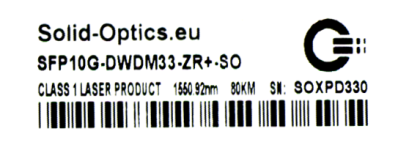 Solid-Optics.eu
SFP10G-DWDM33-ZR+-SO
CLASS 1 LASER PRODUCT 1550.92nm 80KM SN: SOXPD330